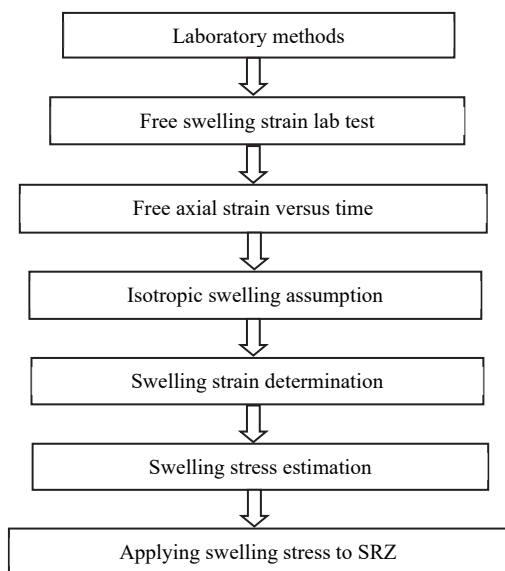 Laboratory methods
Free swelling strain lab test
Free axial strain versus time
Isotropic swelling assumption
Swelling strain determination
Swelling stress estimation
Applying swelling stress to SRZ